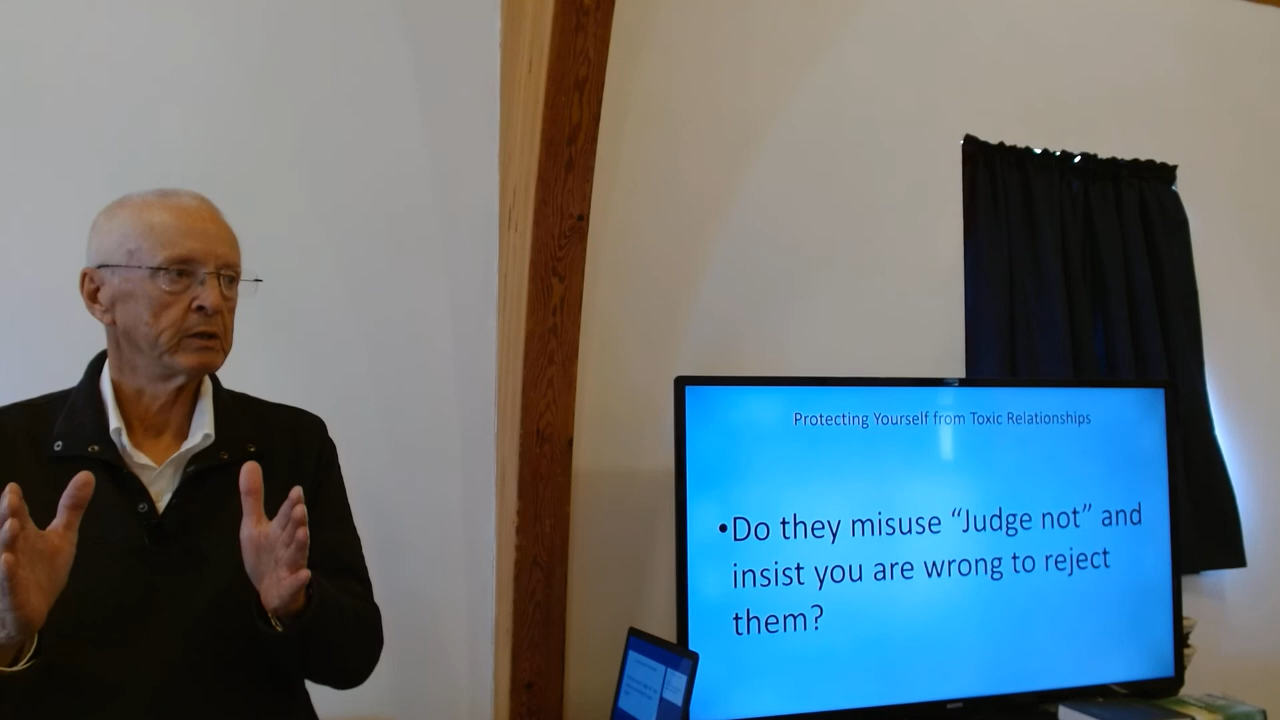 Protecting Yourself from Toxic Relationships
•Do they misuse “Judge not” and
insist you are wrong to reject
them?